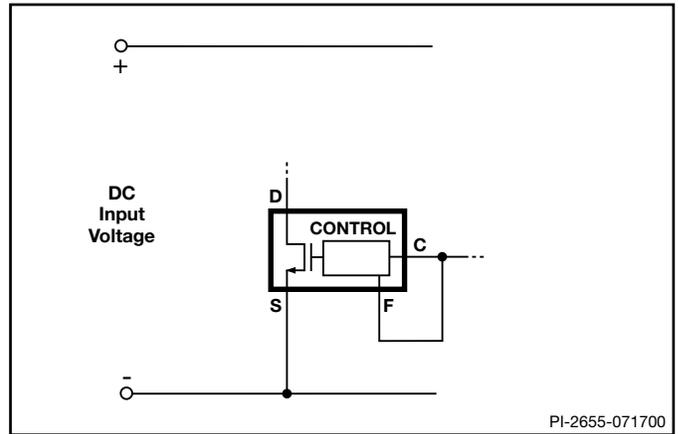 +
DC
Input
Voltage
D
CONTROL
C
S
F
-
PI-2655-071700